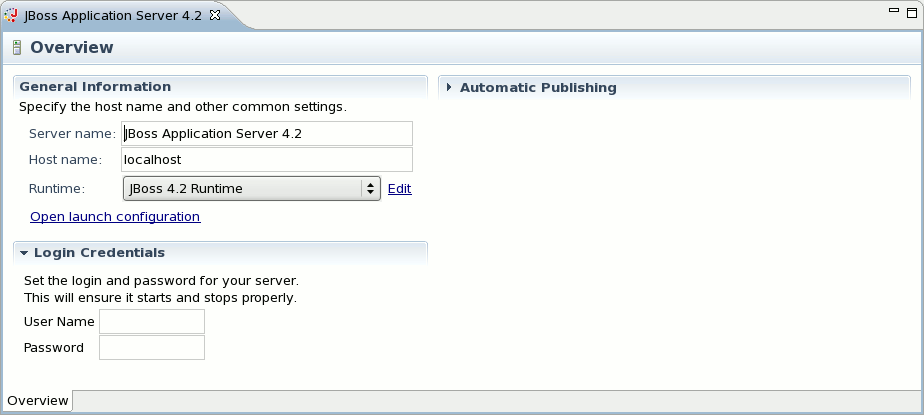 JBoss Application Server 4.2
Overview
General Information
Specify the host name and other common settings.
Server name: JBoss Application Server 4.2
Host name: localhost
Runtime: JBoss 4.2 Runtime Edit
Open launch configuration
Login Credentials
Set the login and password for your server.
This will ensure it starts and stops properly.
User Name
Password
Automatic Publishing
Overview